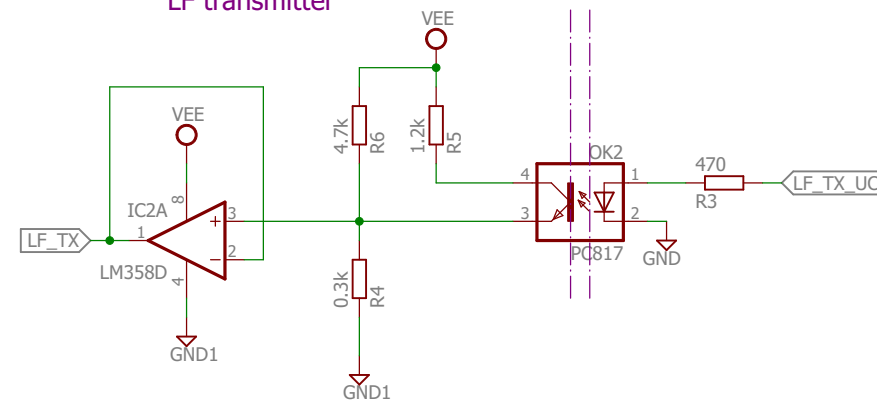 LF transmitter
VEE
VEE
4.7k
R6
1.2k
R5
OK2
4
1
470
R3
LF_TX_UC
3
2
PC817
GND
IC2A
8
3
+
LF_TX
1
2
−
LM358D
4
GND1
0.3k
R4
GND1